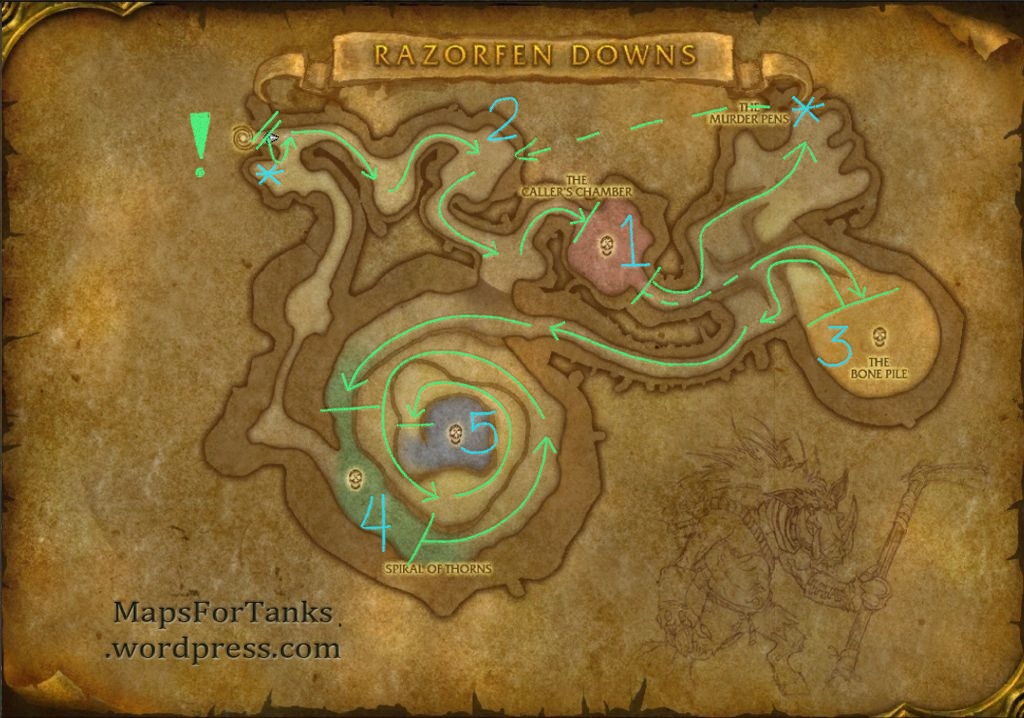 RAZORFEN DOWNS
!
2
THE
MURDER PENS
THE
CALLER'S CHAMBER
1
3
THE
BONE PILE
5
4
SPIRAL OF THORNS
MapsForTanks.
.wordpress.com